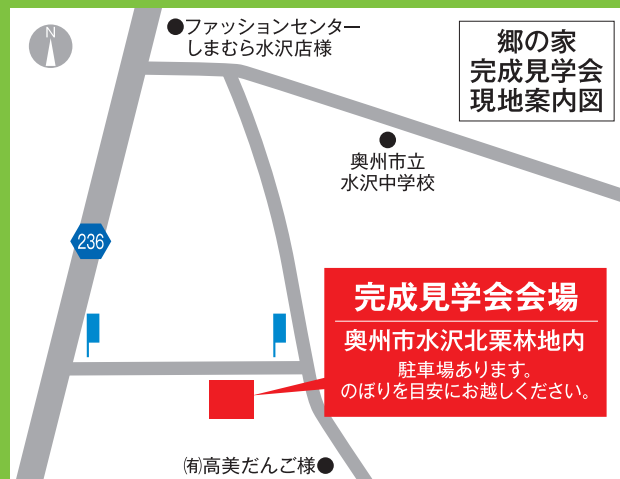 N
ファッションセンター
しまむら水沢店様
郷の家
完成見学会
現地案内図
奥州市立
水沢中学校
236
完成見学会会場
奥州市水沢北栗林地内
駐車場あります。
のぼりを目安にお越しください。
㈲高美だんご様